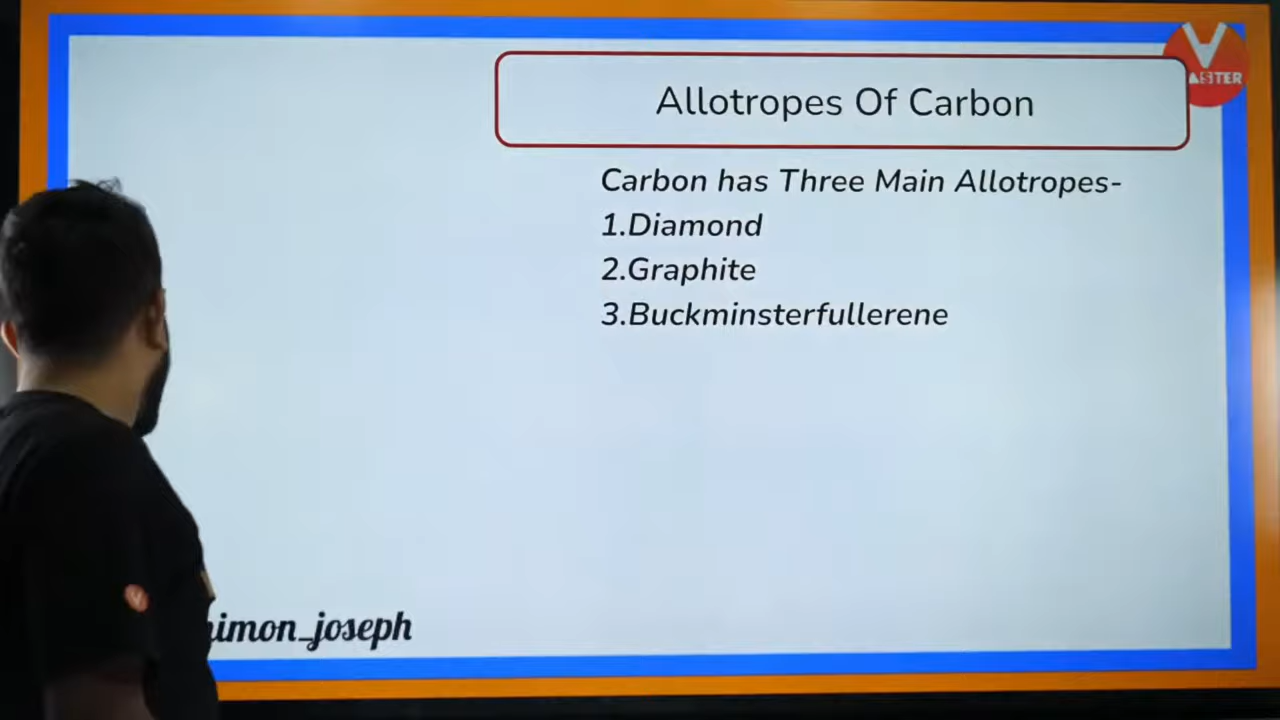 Allotropes Of Carbon
Carbon has Three Main Allotropes-
1.Diamond
2.Graphite
3.Buckminsterfullerene